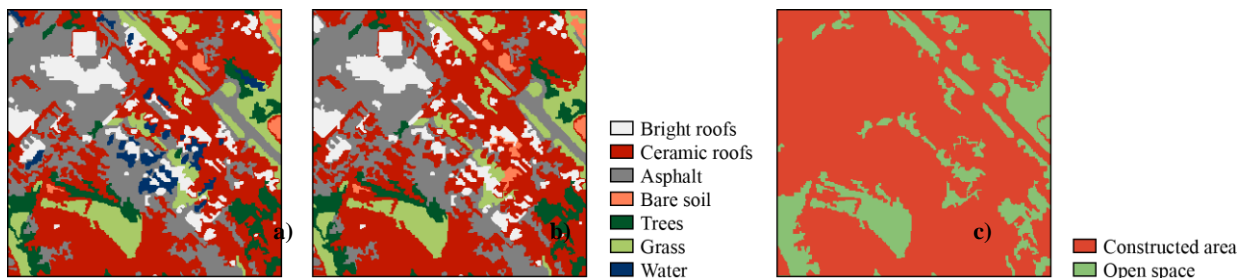 Bright roofs
Ceramic roofs
Asphalt
Bare soil
Trees
Grass
Water
a)
b)
c)
Constructed area
Open space